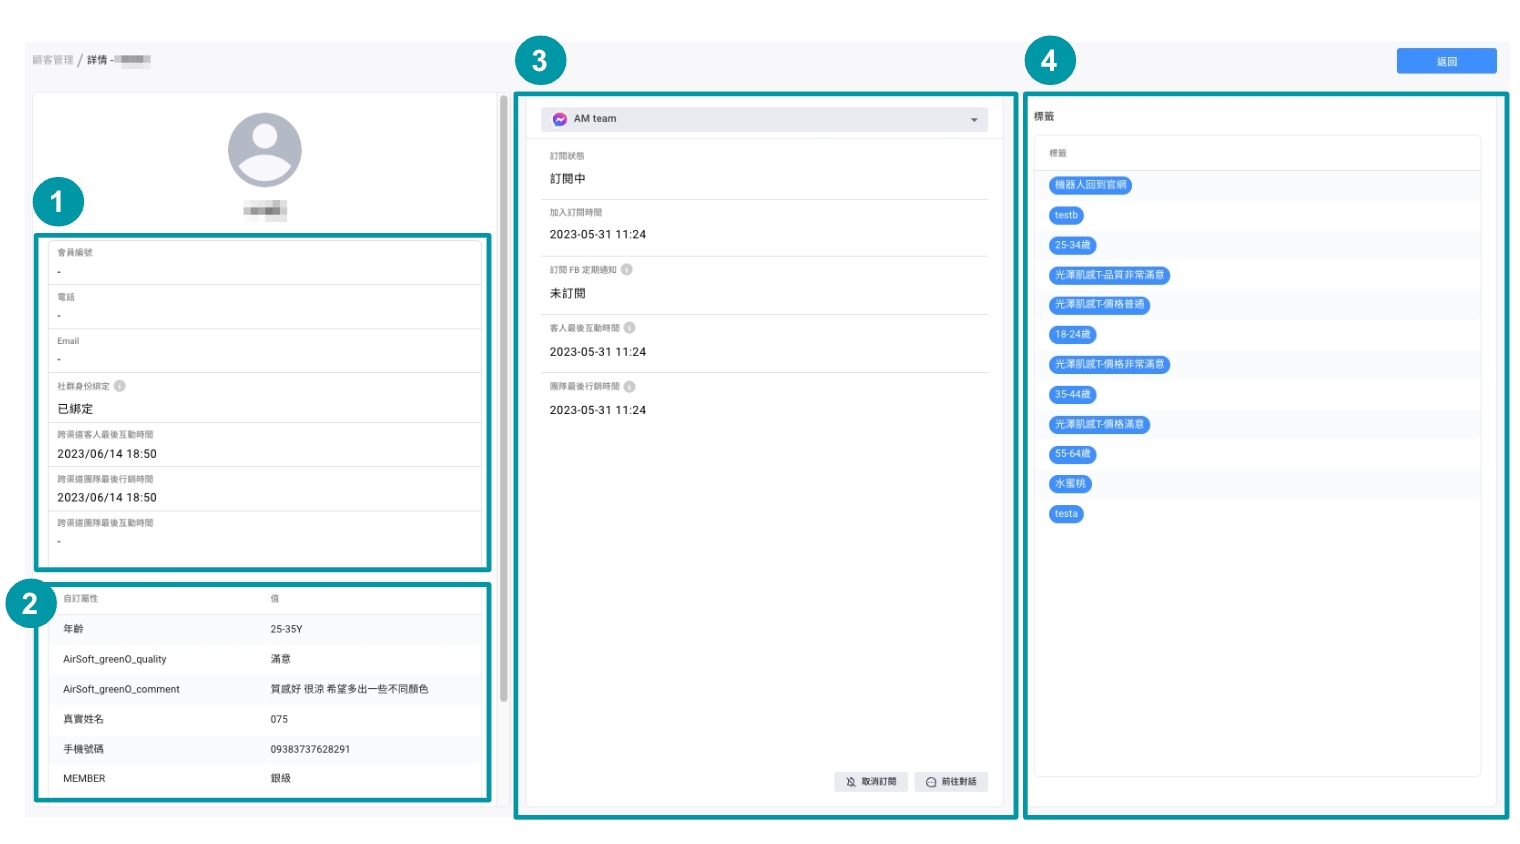 顧客管理 / 詳情 -
返回
1
會員編號
-
電話
-
Email
-
社群身份綁定
已綁定
跨渠道客人最後互動時間
2023/06/14 18:50
跨渠道團隊最後行銷時間
2023/06/14 18:50
跨渠道團隊最後互動時間
-
2
自訂屬性 值
年齡 25-35Y
AirSoft_greenO_quality 滿意
AirSoft_greenO_comment 質感好 很涼 希望多出一些不同顏色
真實姓名 075
手機號碼 09383737628291
MEMBER 銀級
3
AM team
訂閱狀態
訂閱中
加入訂閱時間
2023-05-31 11:24
訂閱 FB 定期通知
未訂閱
客人最後互動時間
2023-05-31 11:24
團隊最後行銷時間
2023-05-31 11:24
取消訂閱 前往對話
4
標籤
標籤
機器人回到官網
testb
25-34歲
光澤肌感T-品質非常滿意
光澤肌感T-價格普通
18-24歲
光澤肌感T-價格非常滿意
35-44歲
光澤肌感T-價格滿意
55-64歲
水蜜桃
testa